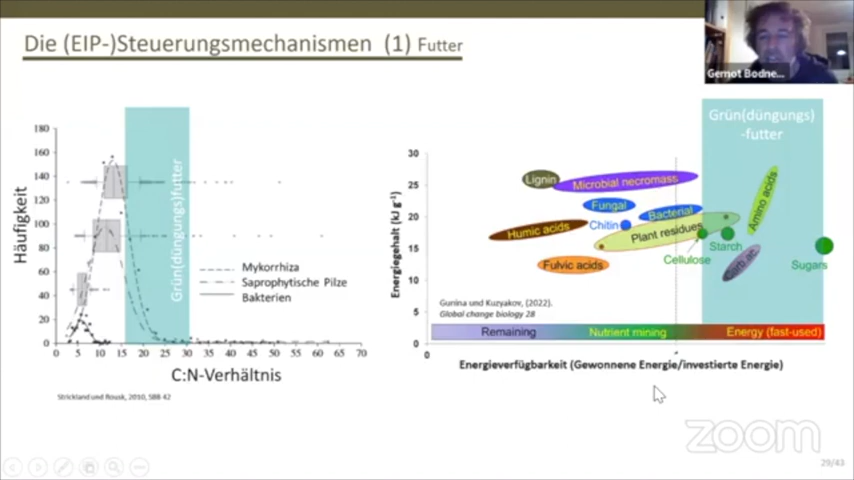 Die (EIP-)Steuerungsmechanismen (1) Futter
Gernot Bodne...
Häufigkeit
180
160
140
120
100
80
60
40
20
0
0 5 10 15 20 25 30 35 40 45 50 55 60 65 70
C:N-Verhältnis
Grün(düngungs)futter
Mykorrhiza
Saprophytische Pilze
Bakterien
Strickland und Rousk, 2010, SBB 42
Grün(düngungs)
-futter
Energiegehalt (kJ g⁻¹)
30
25
20
15
10
5
0
Lignin
Microbial necromass
Fungal
Bacterial
Chitin
Humic acids
Plant residues
Amino acids
Starch
Cellulose
Carb.ac.
Fulvic acids
Sugars
Gunina und Kuzyakov, (2022).
Global change biology 28
Remaining
Nutrient mining
Energy (fast-used)
0
Energieverfügbarkeit (Gewonnene Energie/investierte Energie)
zoom
29/43